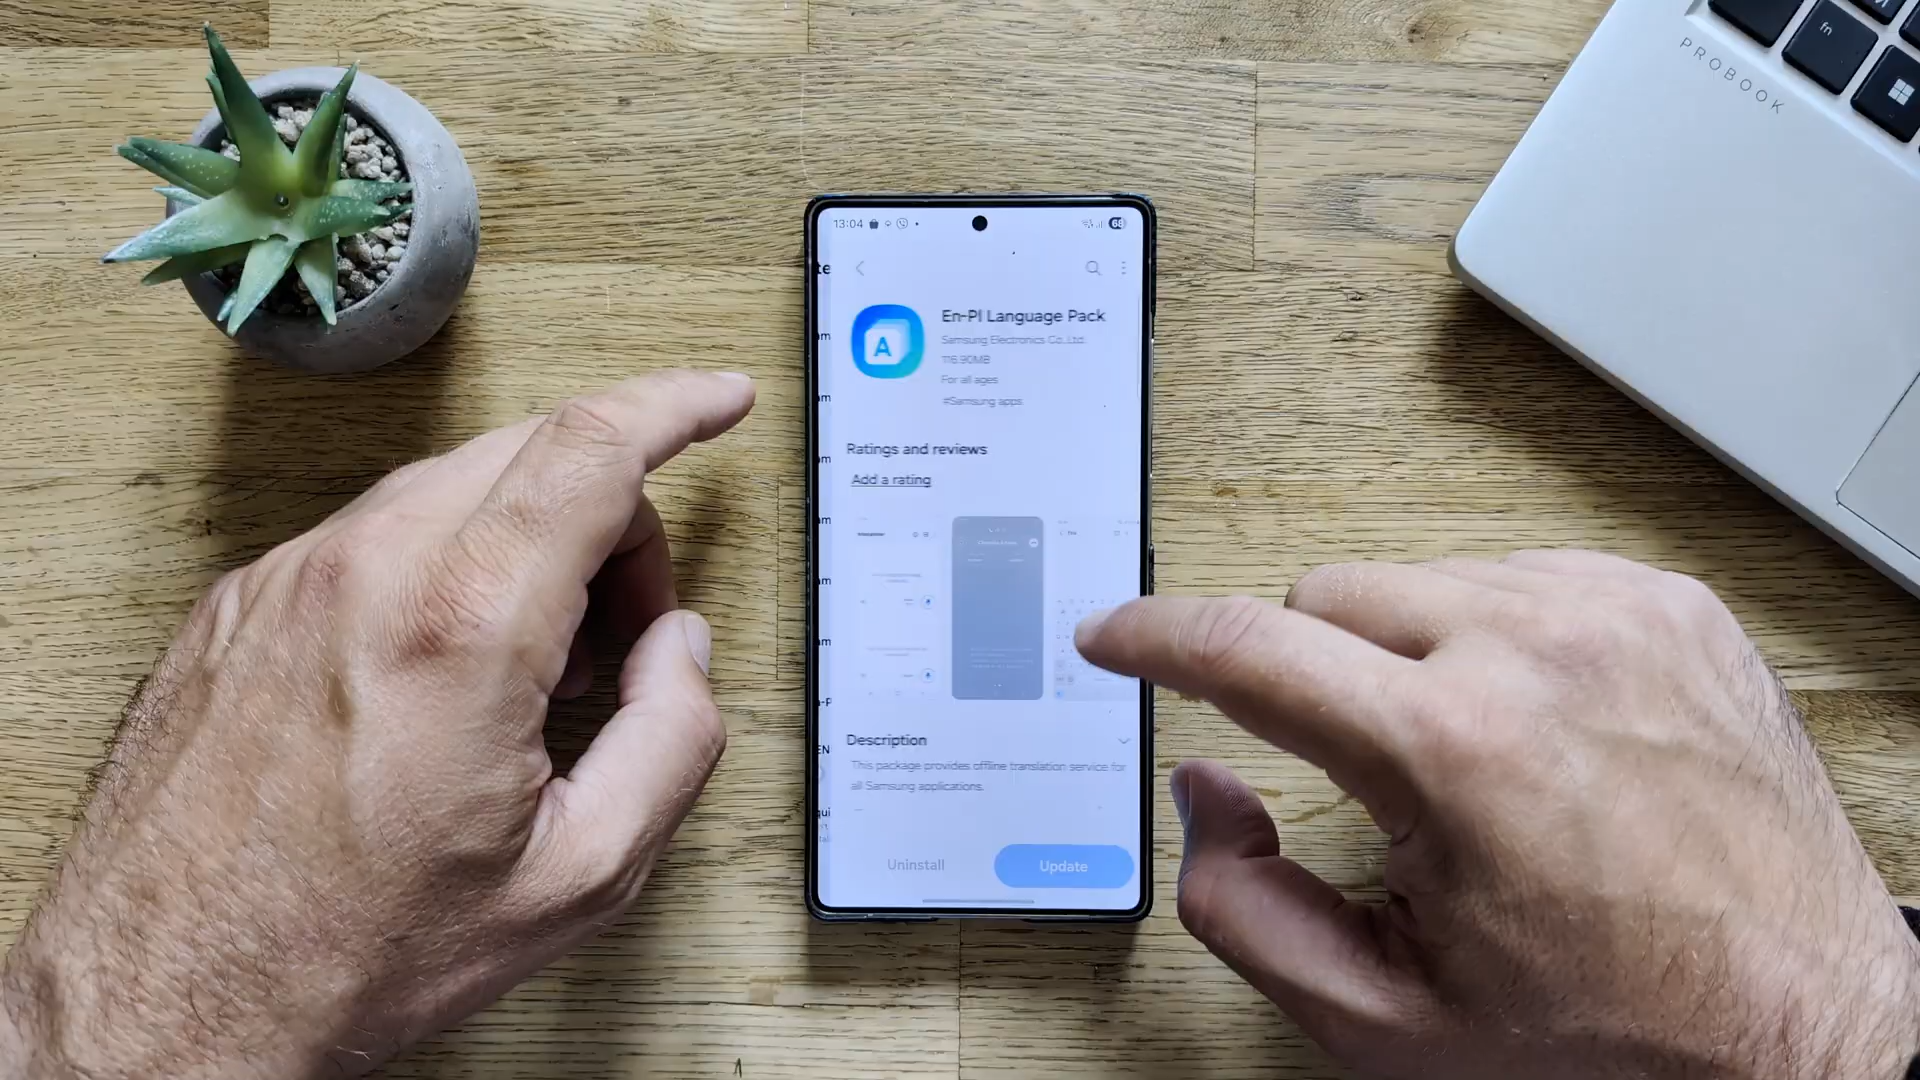 PROBOOK
fn
13:04
68
En-Pl Language Pack
Samsung Electronics Co.,Ltd.
116.90MB
For all ages
#Samsung apps
Ratings and reviews
Add a rating
Description
This package provides offline translation service for
all Samsung applications.
Uninstall
Update
A